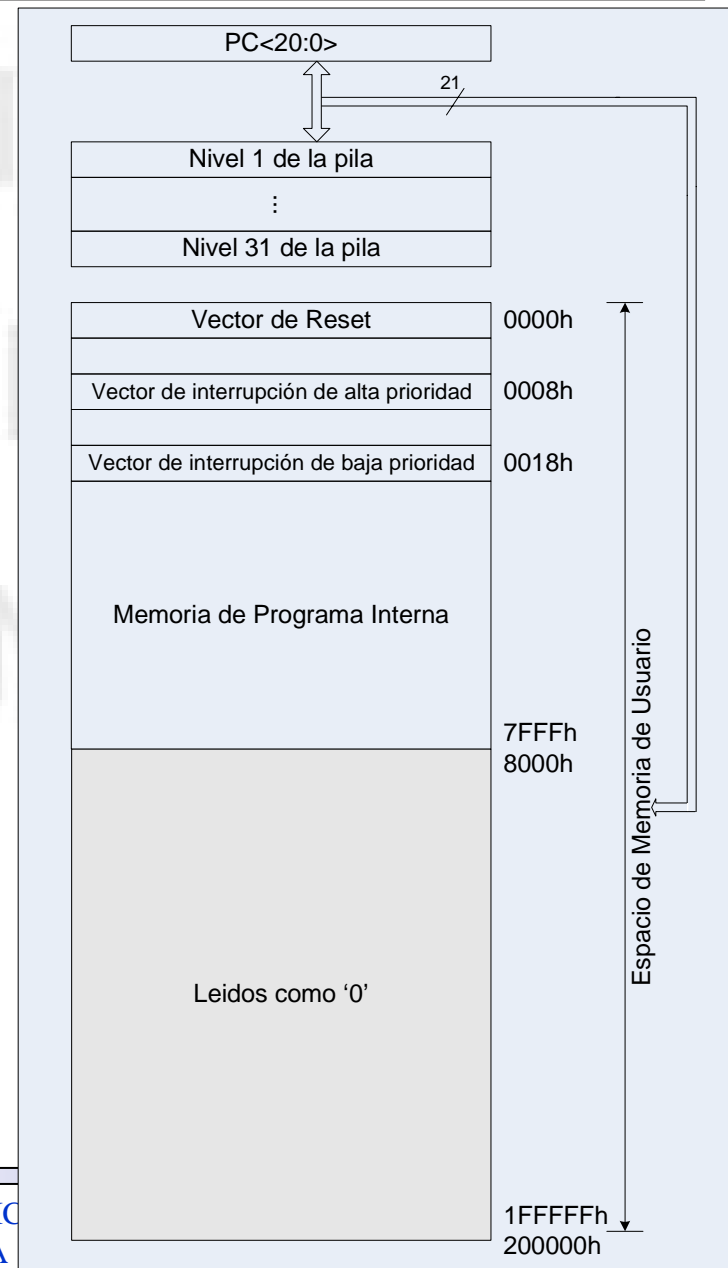 PC<20:0>
21
Nivel 1 de la pila
⋮
Nivel 31 de la pila
Vector de Reset
0000h
Vector de interrupción de alta prioridad
0008h
Vector de interrupción de baja prioridad
0018h
Memoria de Programa Interna
7FFFh
8000h
Espacio de Memoria de Usuario
Leidos como ‘0’
1FFFFFh
200000h
A